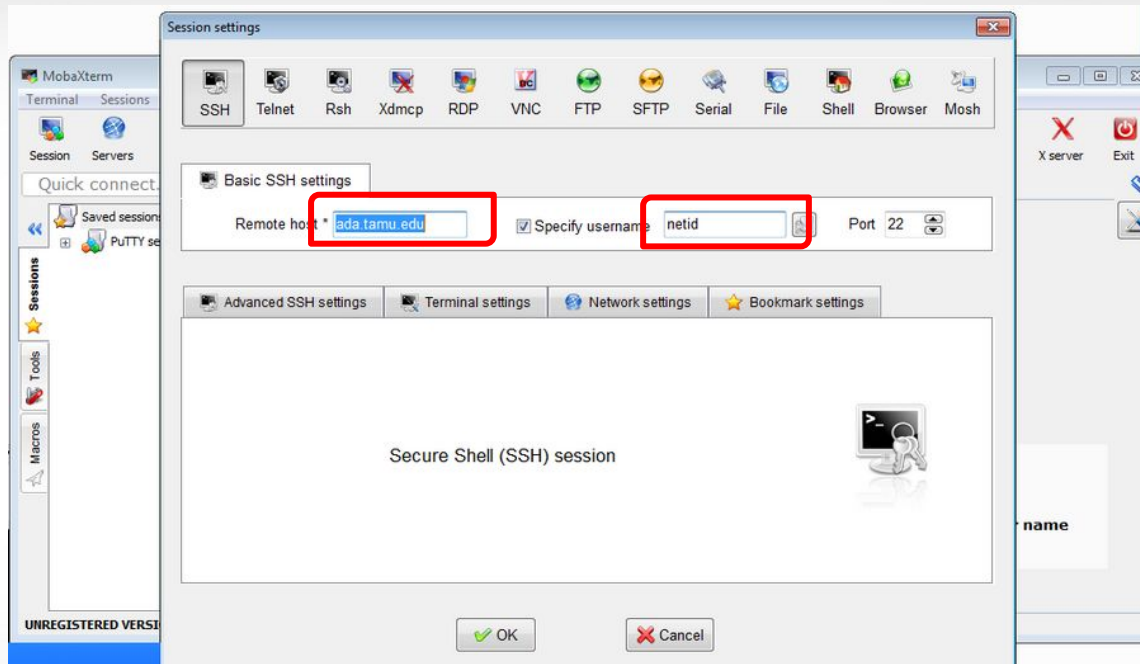 Session settings
MobaXterm
Terminal Sessions
SSH Telnet Rsh Xdmcp RDP VNC FTP SFTP Serial File Shell Browser Mosh
Session Servers
X server Exit
Quick connect.
Basic SSH settings
Saved session
PuTTY se
Remote host * ada.tamu.edu Specify username netid Port 22
Sessions
Advanced SSH settings Terminal settings Network settings Bookmark settings
Tools
Macros
Secure Shell (SSH) session
>_
name
UNREGISTERED VERSI
OK Cancel